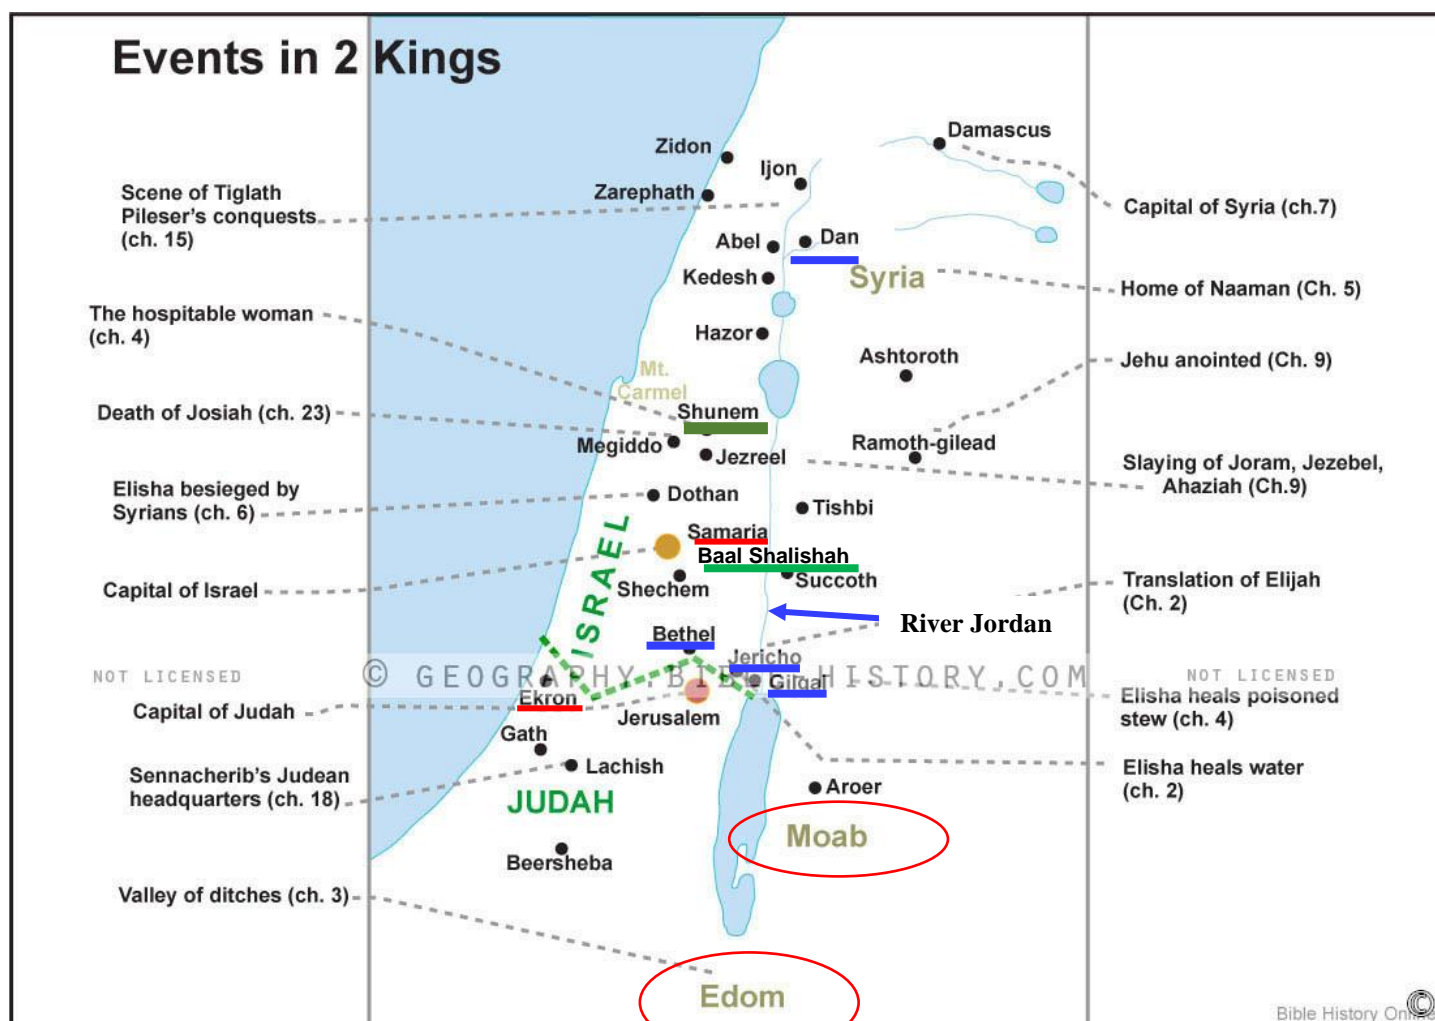 Events in 2 Kings
Damascus
Zidon
Ijon
Scene of Tiglath
Pileser's conquests
(ch. 15)
Zarephath
Capital of Syria (ch.7)
Abel
Dan
Kedesh
Syria
Home of Naaman (Ch. 5)
The hospitable woman
(ch. 4)
Hazor
Ashtoroth
Jehu anointed (Ch. 9)
Mt.
Carmel
Death of Josiah (ch. 23)
Shunem
Megiddo
Jezreel
Ramoth-gilead
Slaying of Joram, Jezebel,
Ahaziah (Ch.9)
Elisha besieged by
Syrians (ch. 6)
Dothan
Tishbi
ISRAEL
Samaria
Baal Shalishah
Succoth
Capital of Israel
Shechem
Translation of Elijah
(Ch. 2)
River Jordan
Bethel
Jericho
NOT LICENSED
© GEOGRAPHY.BIBLE-HISTORY.COM
NOT LICENSED
Gilgal
Ekron
Elisha heals poisoned
stew (ch. 4)
Capital of Judah
Jerusalem
Gath
Lachish
Sennacherib's Judean
headquarters (ch. 18)
Elisha heals water
(ch. 2)
JUDAH
Aroer
Moab
Beersheba
Valley of ditches (ch. 3)
Edom
Bible History Online
©